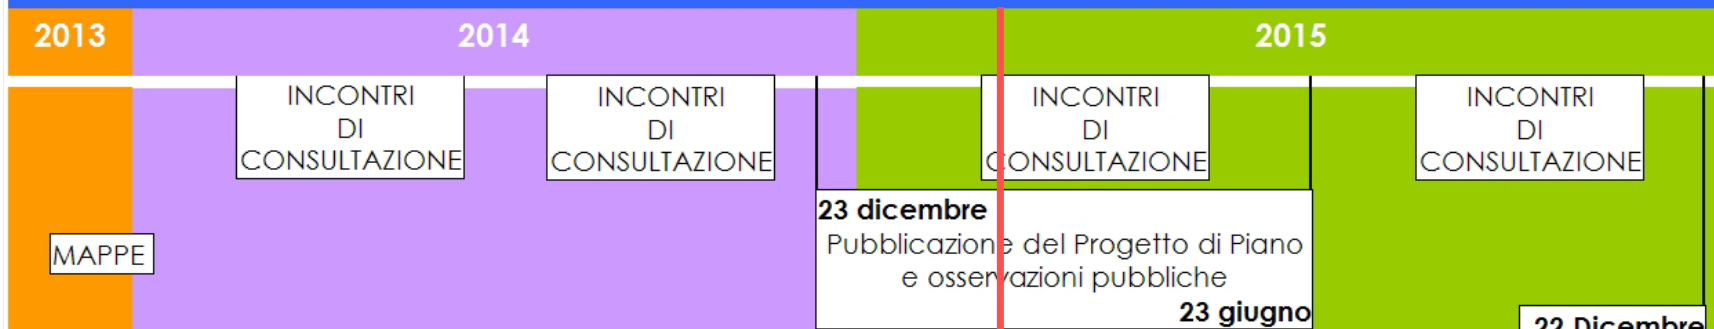 2013
2014
2015
INCONTRI
DI
CONSULTAZIONE
INCONTRI
DI
CONSULTAZIONE
INCONTRI
DI
CONSULTAZIONE
INCONTRI
DI
CONSULTAZIONE
MAPPE
23 dicembre
Pubblicazione del Progetto di Piano
e osservazioni pubbliche
23 giugno
22 Dicembre